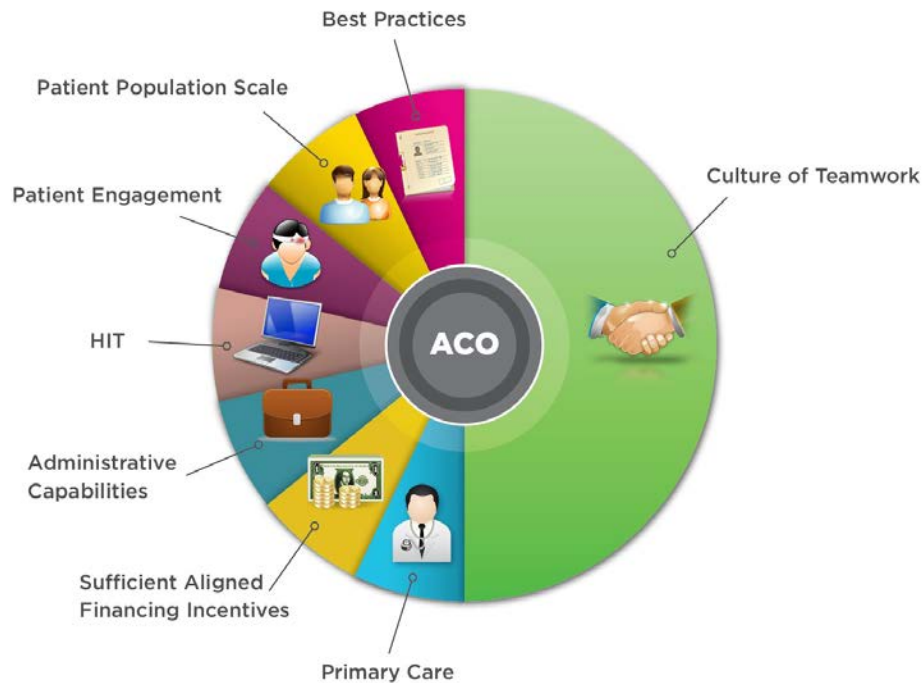 Best Practices
Patient Population Scale
Culture of Teamwork
Patient Engagement
HIT
ACO
Administrative
Capabilities
Sufficient Aligned
Financing Incentives
Primary Care